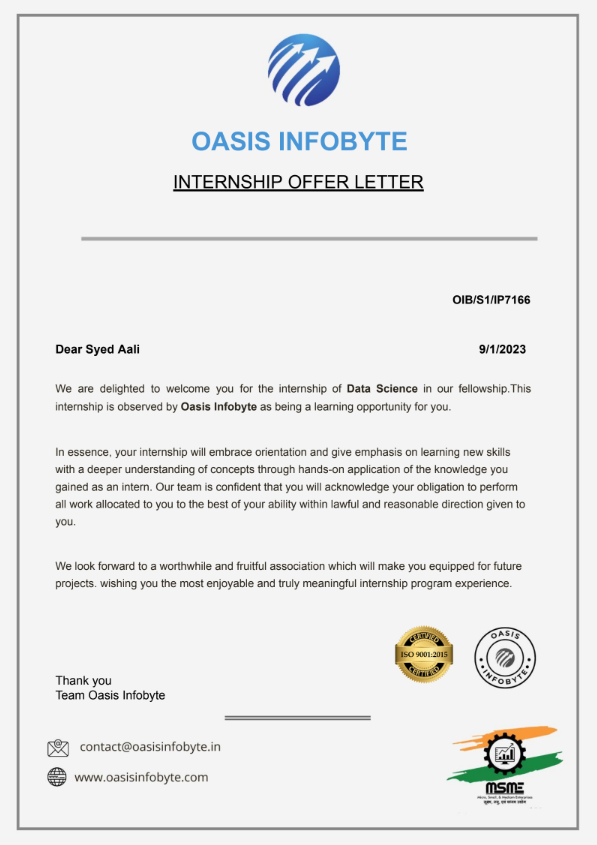 OASIS INFOBYTE
INTERNSHIP OFFER LETTER
OIB/S1/IP7166
Dear Syed Aali 9/1/2023
We are delighted to welcome you for the internship of Data Science in our fellowship.This
internship is observed by Oasis Infobyte as being a learning opportunity for you.
In essence, your internship will embrace orientation and give emphasis on learning new skills
with a deeper understanding of concepts through hands-on application of the knowledge you
gained as an intern. Our team is confident that you will acknowledge your obligation to perform
all work allocated to you to the best of your ability within lawful and reasonable direction given to
you.
We look forward to a worthwhile and fruitful association which will make you equipped for future
projects. wishing you the most enjoyable and truly meaningful internship program experience.
CERTIFIED
ISO 9001:2015
CERTIFIED
OASIS
INFOBYTE
Thank you
Team Oasis Infobyte
contact@oasisinfobyte.in
www.oasisinfobyte.com
MSME